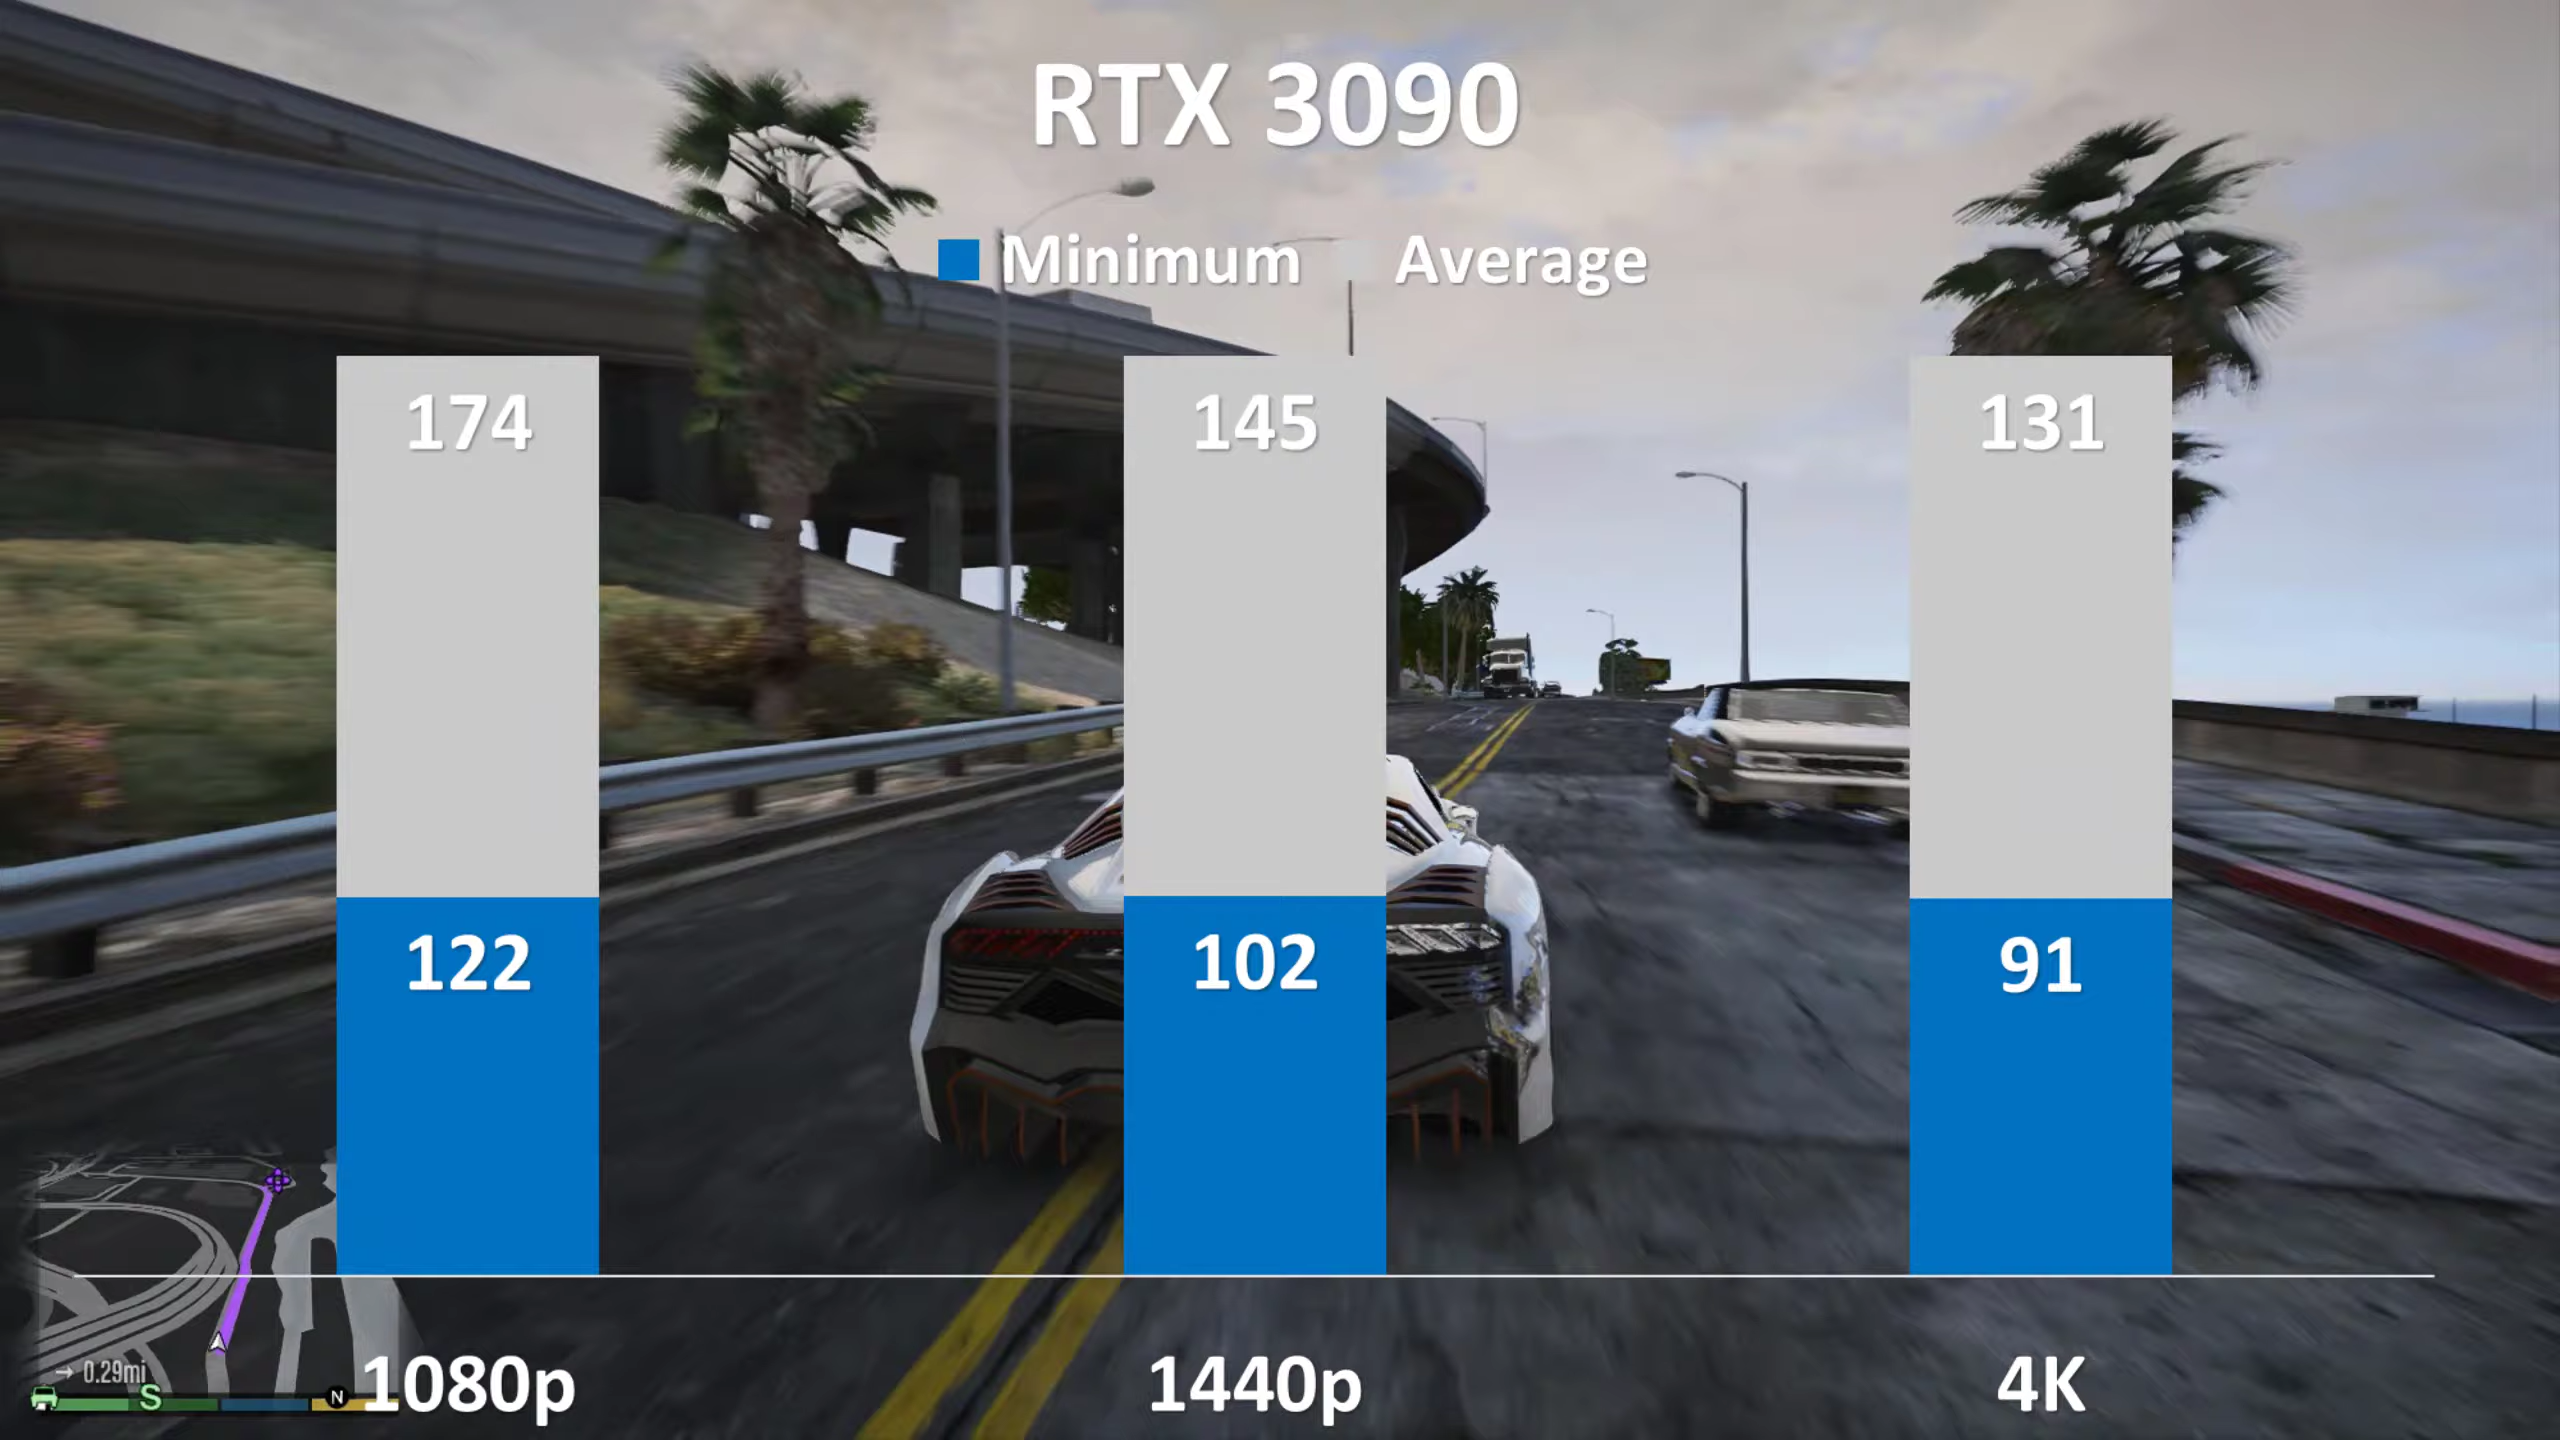 RTX 3090
Minimum Average
174 145 131
122 102 91
→ 0.29mi
S N
1080p 1440p 4K